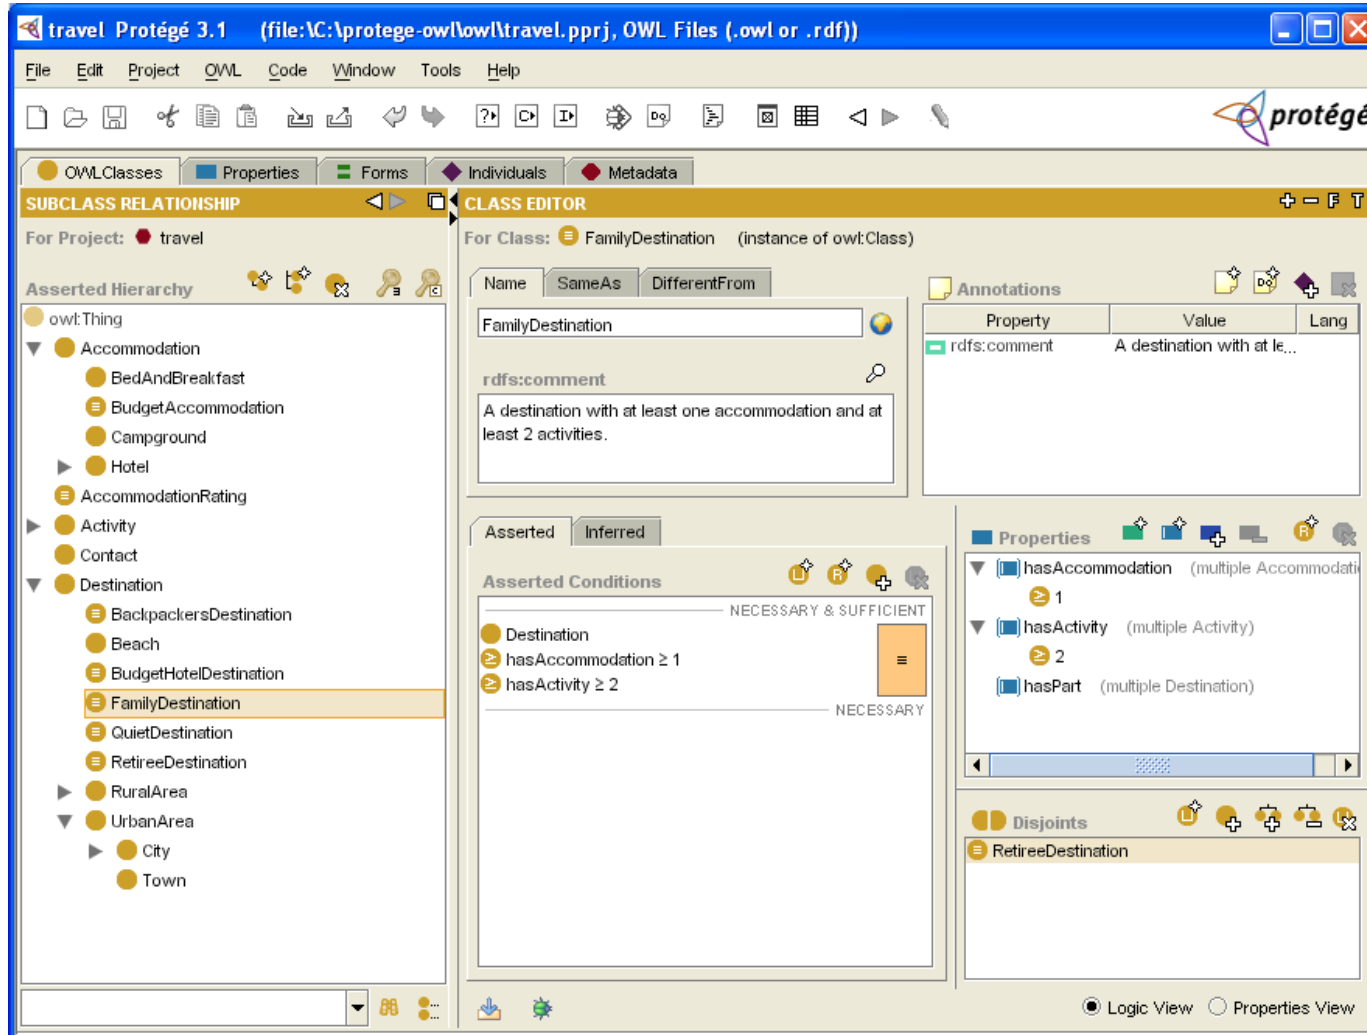 travel Protégé 3.1 (file:\C:\protege-owl\owl\travel.pprj, OWL Files (.owl or .rdf))
File Edit Project OWL Code Window Tools Help
protégé
OWLClasses Properties Forms Individuals Metadata
SUBCLASS RELATIONSHIP
For Project: travel
Asserted Hierarchy
owl:Thing
Accommodation
BedAndBreakfast
BudgetAccommodation
Campground
Hotel
AccommodationRating
Activity
Contact
Destination
BackpackersDestination
Beach
BudgetHotelDestination
FamilyDestination
QuietDestination
RetireeDestination
RuralArea
UrbanArea
City
Town
CLASS EDITOR
F T
For Class: FamilyDestination (instance of owl:Class)
Name SameAs DifferentFrom
FamilyDestination
rdfs:comment
A destination with at least one accommodation and at
least 2 activities.
Annotations
Property Value Lang
rdfs:comment A destination with at le...
Asserted Inferred
Asserted Conditions
NECESSARY & SUFFICIENT
Destination
hasAccommodation ≥ 1
hasActivity ≥ 2
NECESSARY
Properties
hasAccommodation (multiple Accommodati
≥ 1
hasActivity (multiple Activity)
≥ 2
hasPart (multiple Destination)
Disjoints
RetireeDestination
Logic View Properties View